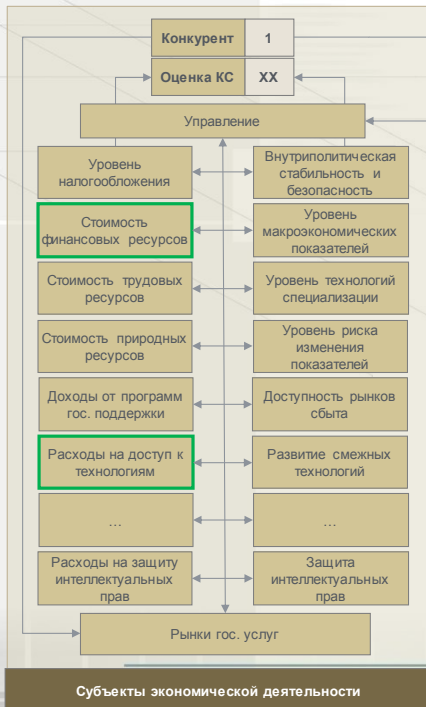 Конкурент 1
Оценка КС XX
Управление
Уровень
налогообложения
Внутриполитическая
стабильность и
безопасность
Стоимость
финансовых ресурсов
Уровень
макроэкономических
показателей
Стоимость трудовых
ресурсов
Уровень технологий
специализации
Стоимость природных
ресурсов
Уровень риска
изменения
показателей
Доходы от программ
гос. поддержки
Доступность рынков
сбыта
Расходы на доступ к
технологиям
Развитие смежных
технологий
...
...
Расходы на защиту
интеллектуальных
прав
Защита
интеллектуальных
прав
Рынки гос. услуг
Субъекты экономической деятельности